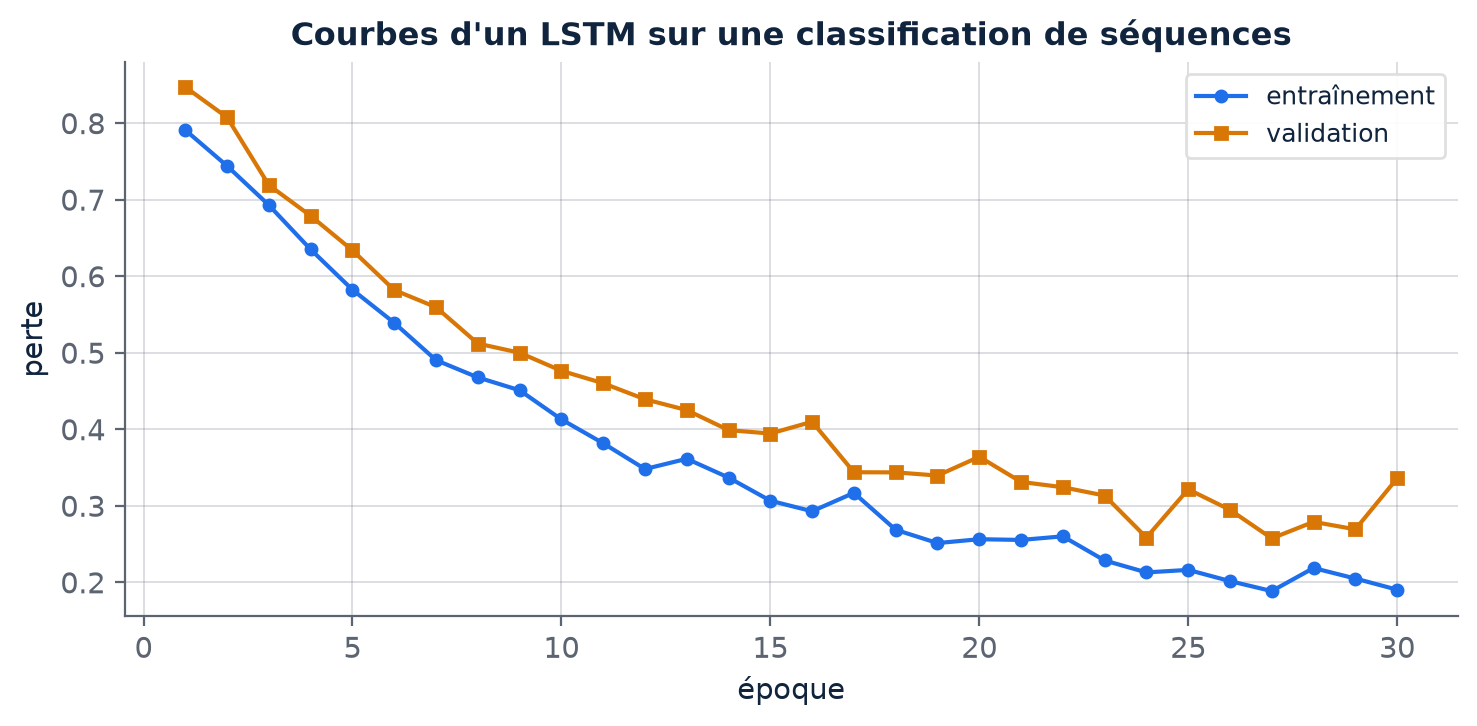 Courbes d'un LSTM sur une classification de séquences
entraînement
validation
perte
0.8
0.7
0.6
0.5
0.4
0.3
0.2
0 5 10 15 20 25 30
époque